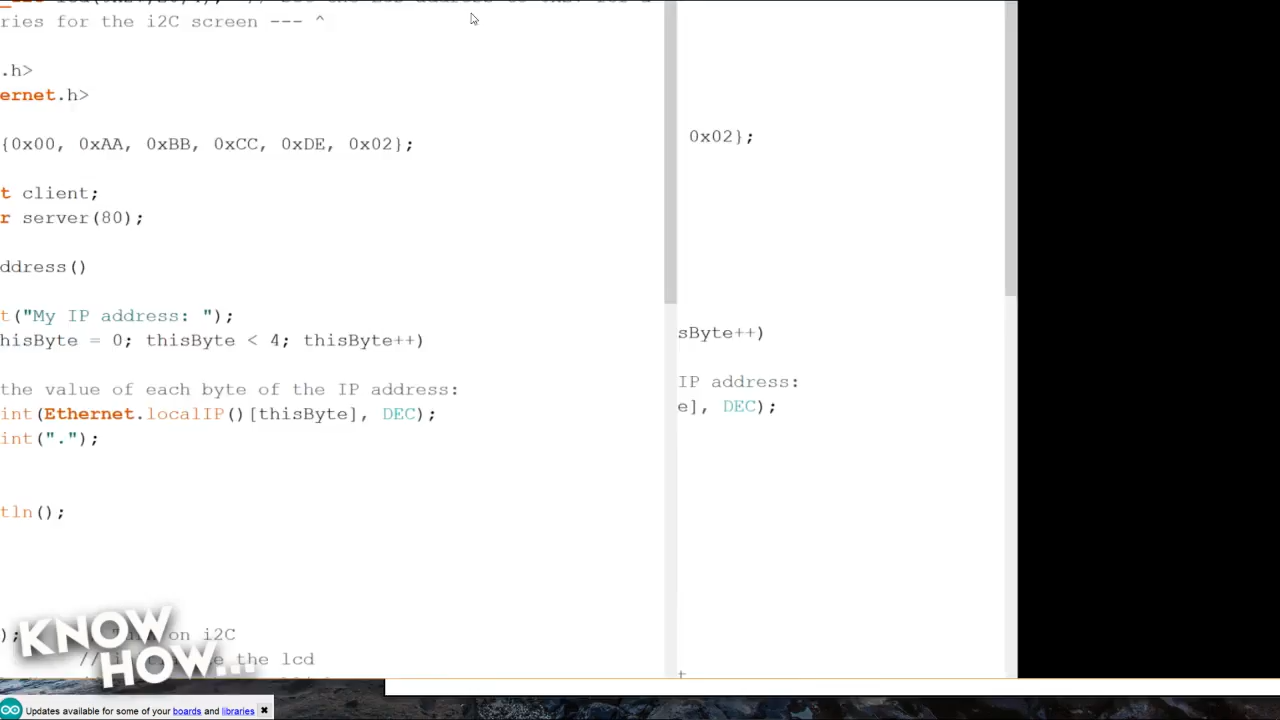 ries for the i2C screen --- ^
.h>
ernet.h>
{0x00, 0xAA, 0xBB, 0xCC, 0xDE, 0x02};
t client;
r server(80);
ddress()
t("My IP address: ");
hisByte = 0; thisByte < 4; thisByte++)
the value of each byte of the IP address:
int(Ethernet.localIP()[thisByte], DEC);
int(".");
tln();
); on i2C
// the lcd
0x02};
sByte++)
IP address:
e], DEC);
t
KNOW
HOW...
Updates available for some of your boards and libraries